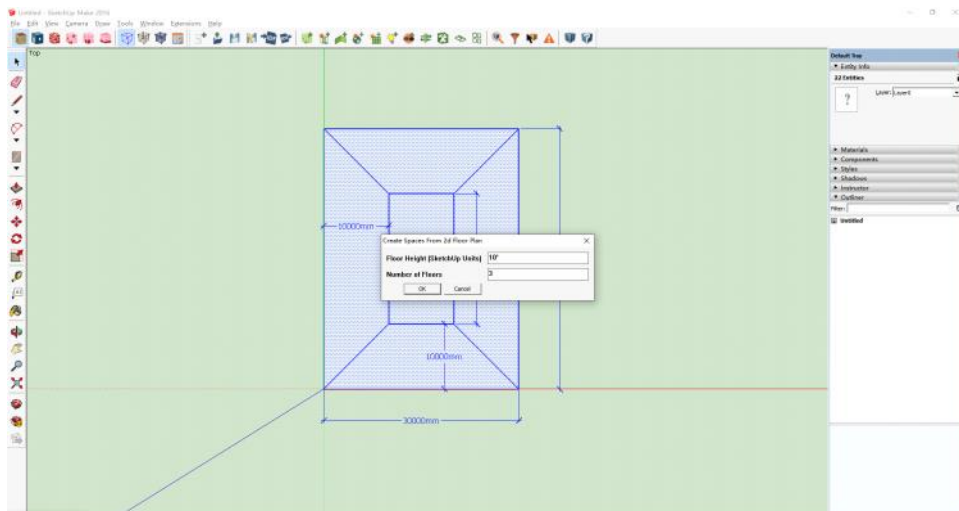 Untitled - SketchUp Make 2016
File Edit View Camera Draw Tools Window Extensions Help
Top
Default Tray
Entity Info
22 Entities
Layer: Layer0
Materials
Components
Styles
Shadows
Instructor
Outliner
Filter:
Untitled
10000mm
Create Spaces From 2d Floor Plan
Floor Height (SketchUp Units) 10'
Number of Floors 3
OK Cancel
10000mm
30000mm